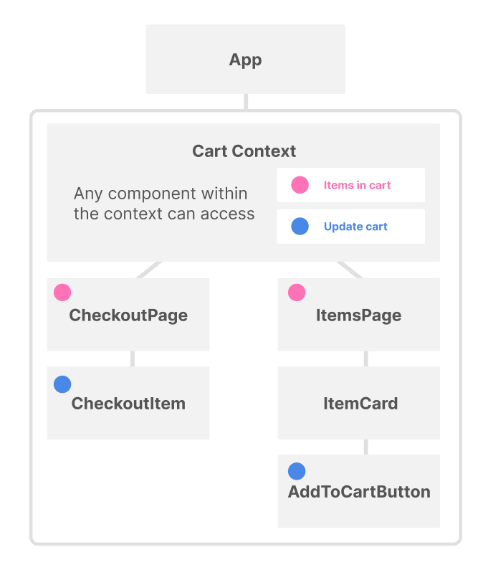 App
Cart Context
Any component within
the context can access
Items in cart
Update cart
CheckoutPage
ItemsPage
CheckoutItem
ItemCard
AddToCartButton